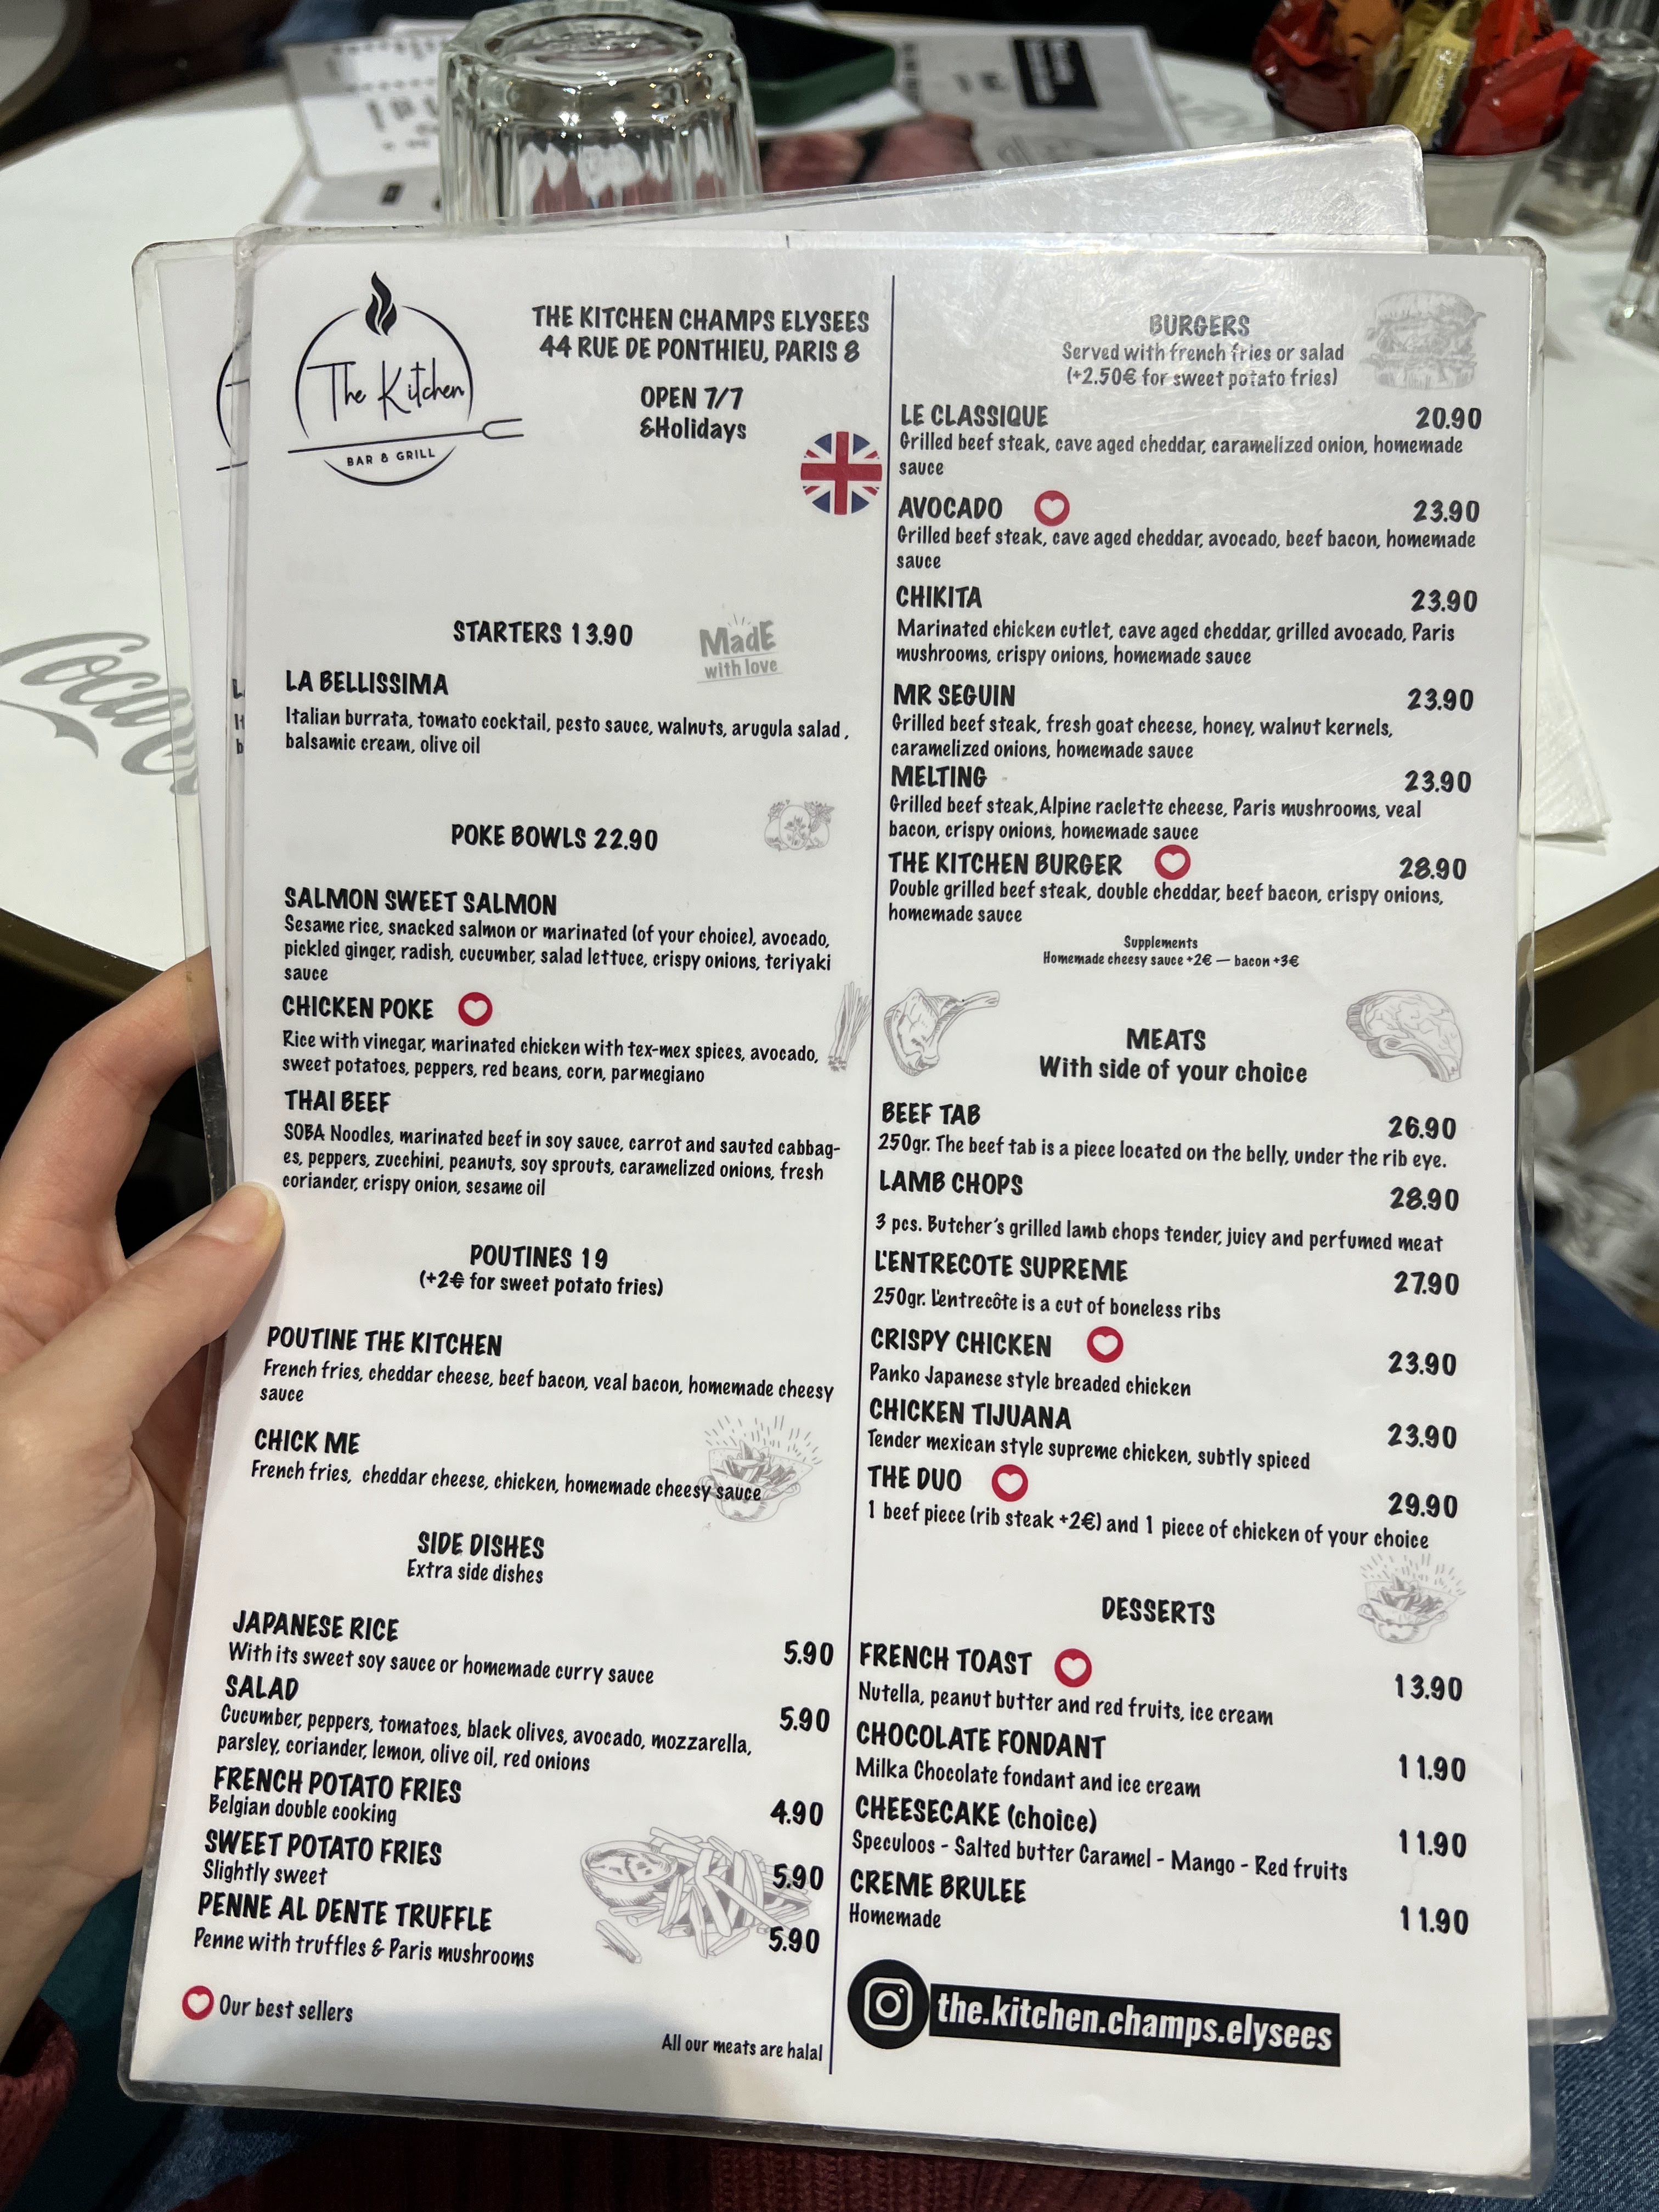 The Kitchen
BAR & GRILL
THE KITCHEN CHAMPS ELYSEES
44 RUE DE PONTHIEU, PARIS 8
OPEN 7/7
&Holidays
STARTERS 13.90
MadE
with love
LA BELLISSIMA
Italian burrata, tomato cocktail, pesto sauce, walnuts, arugula salad ,
balsamic cream, olive oil
POKE BOWLS 22.90
SALMON SWEET SALMON
Sesame rice, snacked salmon or marinated (of your choice), avocado,
pickled ginger, radish, cucumber, salad lettuce, crispy onions, teriyaki
sauce
CHICKEN POKE
Rice with vinegar, marinated chicken with tex-mex spices, avocado,
sweet potatoes, peppers, red beans, corn, parmegiano
THAI BEEF
SOBA Noodles, marinated beef in soy sauce, carrot and sauted cabbag-
es, peppers, zucchini, peanuts, soy sprouts, caramelized onions, fresh
coriander, crispy onion, sesame oil
POUTINES 19
(+2€ for sweet potato fries)
POUTINE THE KITCHEN
French fries, cheddar cheese, beef bacon, veal bacon, homemade cheesy
sauce
CHICK ME
French fries, cheddar cheese, chicken, homemade cheesy sauce
SIDE DISHES
Extra side dishes
JAPANESE RICE
With its sweet soy sauce or homemade curry sauce 5.90
SALAD
Cucumber, peppers, tomatoes, black olives, avocado, mozzarella, 5.90
parsley, coriander, lemon, olive oil, red onions
FRENCH POTATO FRIES
Belgian double cooking 4.90
SWEET POTATO FRIES
Slightly sweet 5.90
PENNE AL DENTE TRUFFLE
Penne with truffles & Paris mushrooms 5.90
Our best sellers
All our meats are halal
BURGERS
Served with french fries or salad
(+2.50€ for sweet potato fries)
LE CLASSIQUE 20.90
Grilled beef steak, cave aged cheddar, caramelized onion, homemade
sauce
AVOCADO 23.90
Grilled beef steak, cave aged cheddar, avocado, beef bacon, homemade
sauce
CHIKITA 23.90
Marinated chicken cutlet, cave aged cheddar, grilled avocado, Paris
mushrooms, crispy onions, homemade sauce
MR SEGUIN 23.90
Grilled beef steak, fresh goat cheese, honey, walnut kernels,
caramelized onions, homemade sauce
MELTING 23.90
Grilled beef steak,Alpine raclette cheese, Paris mushrooms, veal
bacon, crispy onions, homemade sauce
THE KITCHEN BURGER 28.90
Double grilled beef steak, double cheddar, beef bacon, crispy onions,
homemade sauce
Supplements
Homemade cheesy sauce +2€ — bacon +3€
MEATS
With side of your choice
BEEF TAB 26.90
250gr. The beef tab is a piece located on the belly, under the rib eye.
LAMB CHOPS 28.90
3 pcs. Butcher's grilled lamb chops tender, juicy and perfumed meat
L'ENTRECOTE SUPREME 27.90
250gr. L'entrecôte is a cut of boneless ribs
CRISPY CHICKEN 23.90
Panko Japanese style breaded chicken
CHICKEN TIJUANA 23.90
Tender mexican style supreme chicken, subtly spiced
THE DUO 29.90
1 beef piece (rib steak +2€) and 1 piece of chicken of your choice
DESSERTS
FRENCH TOAST 13.90
Nutella, peanut butter and red fruits, ice cream
CHOCOLATE FONDANT 11.90
Milka Chocolate fondant and ice cream
CHEESECAKE (choice) 11.90
Speculoos - Salted butter Caramel - Mango - Red fruits
CREME BRULEE 11.90
Homemade
the.kitchen.champs.elysees